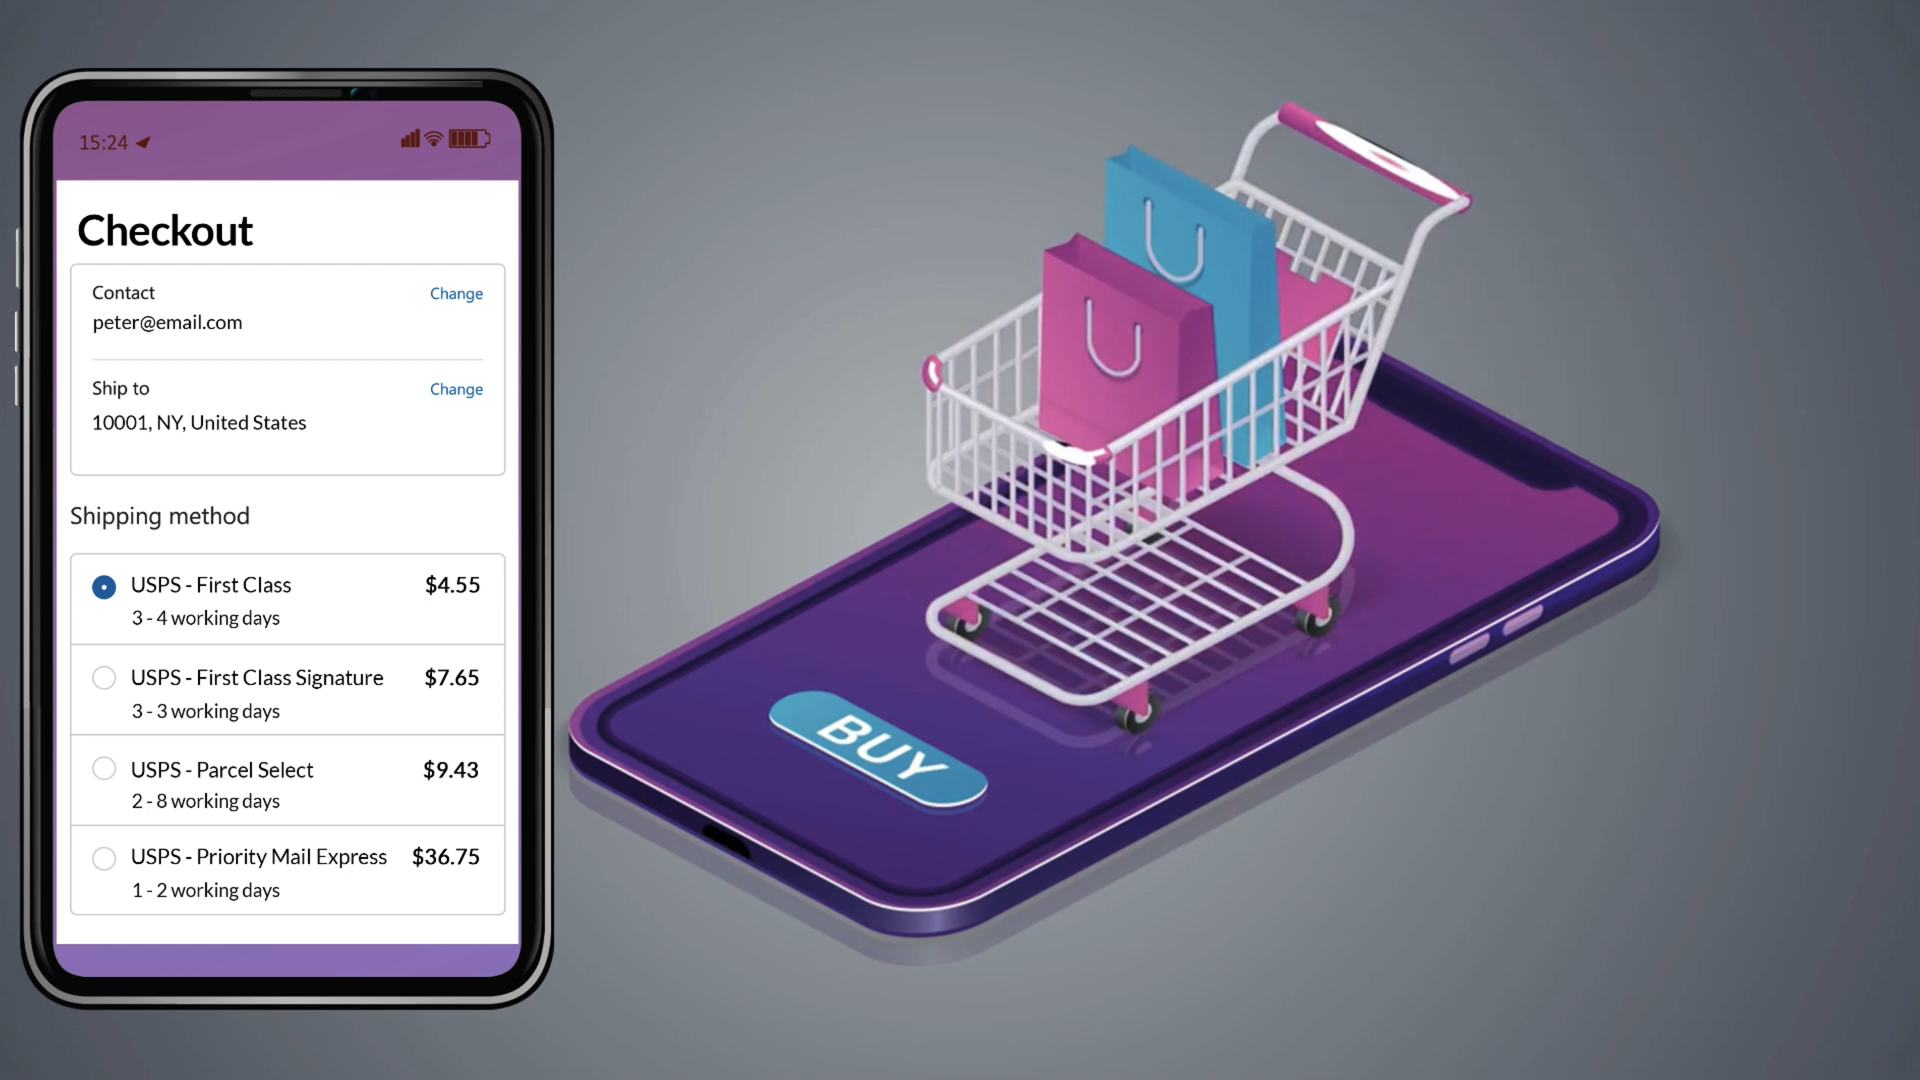 15:24
Checkout
Contact
Change
peter@email.com
Ship to
Change
10001, NY, United States
Shipping method
USPS - First Class
$4.55
3 - 4 working days
USPS - First Class Signature
$7.65
3 - 3 working days
USPS - Parcel Select
$9.43
2 - 8 working days
USPS - Priority Mail Express
$36.75
1 - 2 working days
BUY